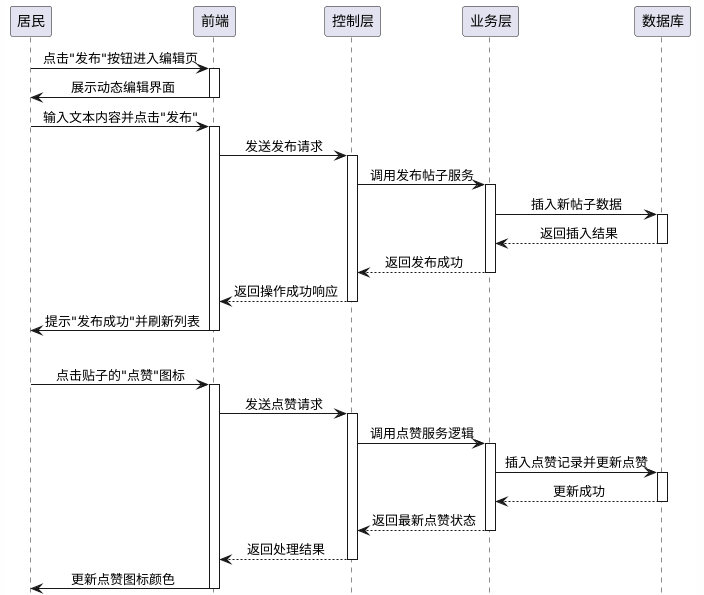 居民
前端
控制层
业务层
数据库
点击"发布"按钮进入编辑页
展示动态编辑界面
输入文本内容并点击"发布"
发送发布请求
调用发布帖子服务
插入新帖子数据
返回插入结果
返回发布成功
返回操作成功响应
提示"发布成功"并刷新列表
点击贴子的"点赞"图标
发送点赞请求
调用点赞服务逻辑
插入点赞记录并更新点赞
更新成功
返回最新点赞状态
返回处理结果
更新点赞图标颜色